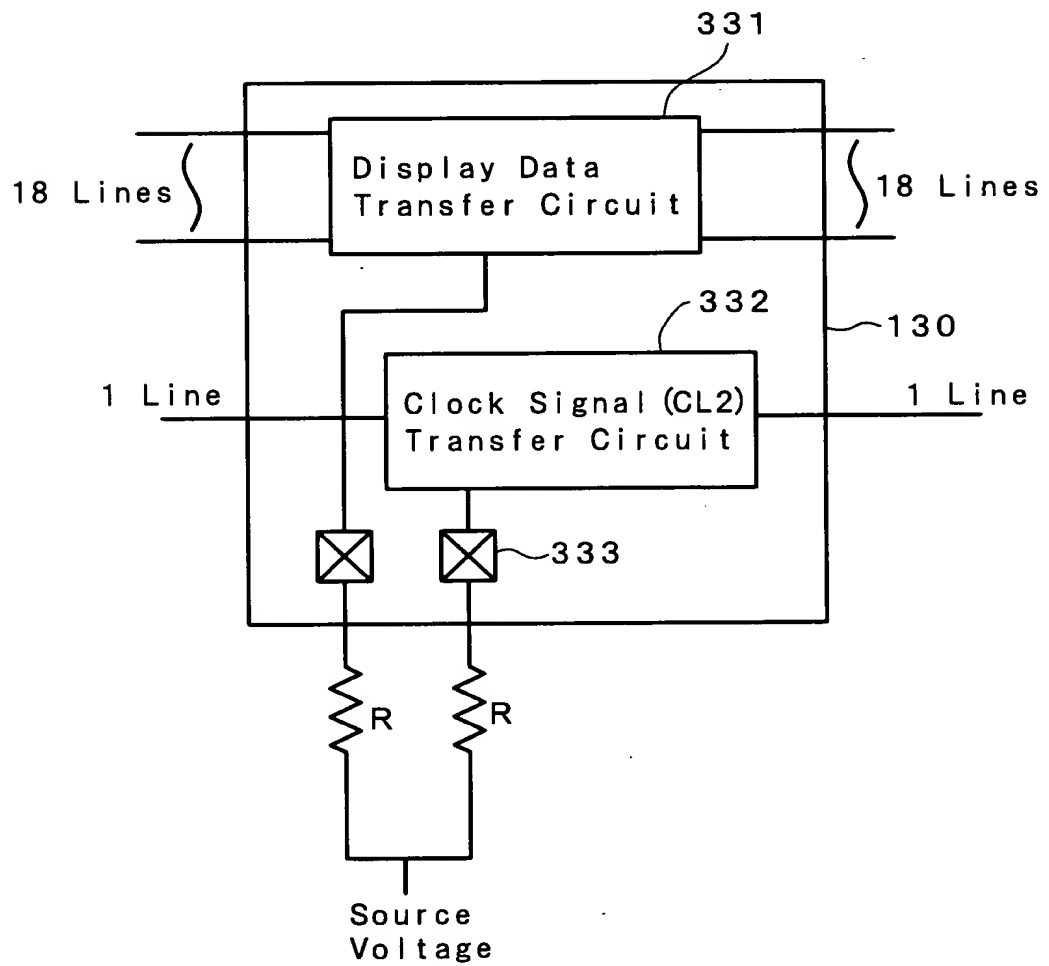 331
Display Data
Transfer Circuit
18 Lines
18 Lines
332
130
1 Line
Clock Signal (CL2)
Transfer Circuit
1 Line
333
R
R
Source
Voltage